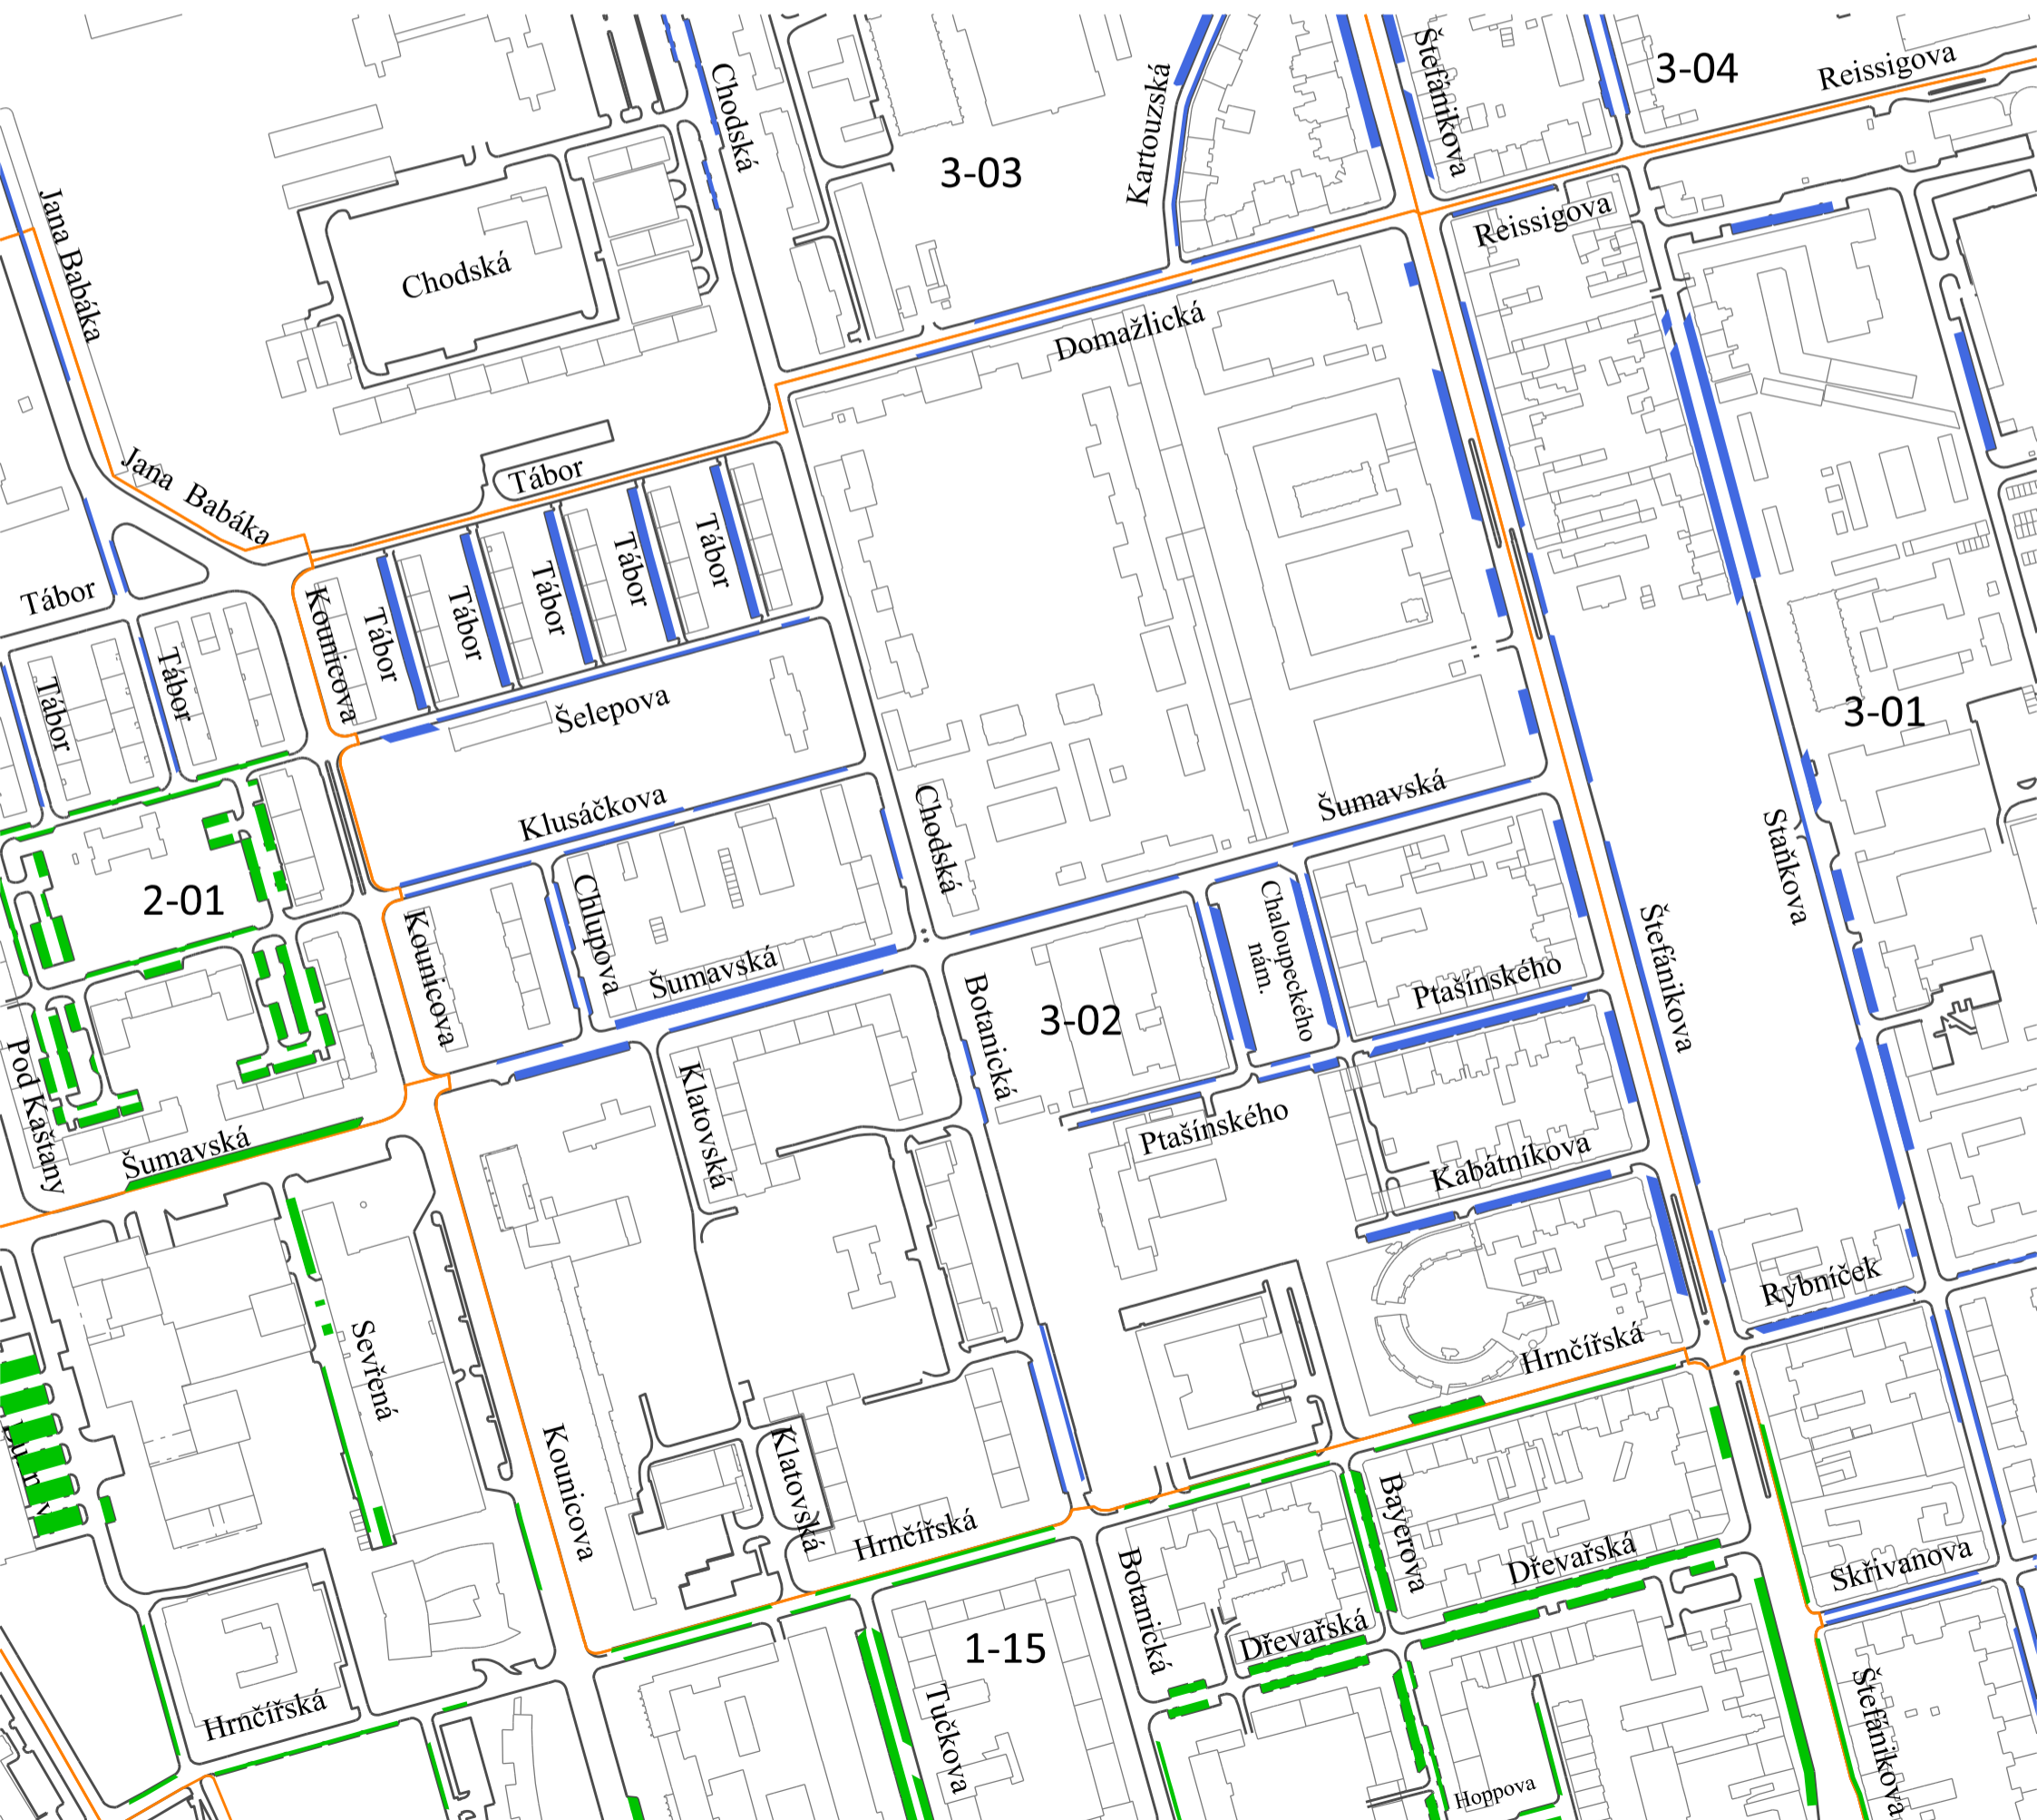 Štefánikova
3-04
Reissigova
Chodská
Kartouzská
3-03
Jana Babáka
Reissigova
Chodská
Domažlická
Jana Babáka
Tábor
Tábor
Tábor
Tábor
Tábor
Tábor
Tábor
Kounicova
Tábor
Tábor
Šelepova
3-01
Klusáčkova
Šumavská
Chodská
Staňkova
2-01
Chlupova
Chaloupeckého
nám.
Kounicova
Šumavská
Ptašínského
Štefánikova
Botanická
3-02
Pod Kaštany
Klatovská
Ptašínského
Šumavská
Kabátníkova
Rybníček
Sevřená
Hrnčířská
Kounicova
Klatovská
Hrnčířská
Bayerova
Dřevařská
Skřivanova
Botanická
Dřevařská
1-15
Hrnčířská
Tučkova
Štefánikova
Hoppova